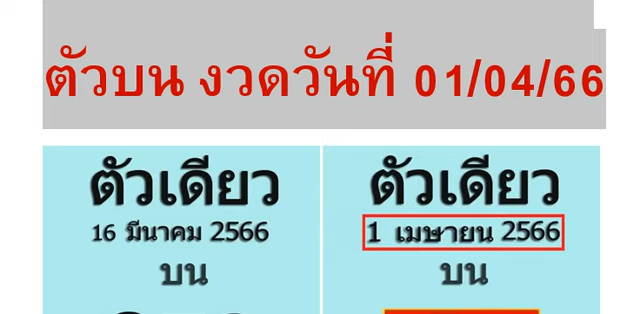 ตัวบน งวดวันที่ 01/04/66
ตัวเดียว
16 มีนาคม 2566
บน
ตัวเดียว
1 เมษายน 2566
บน